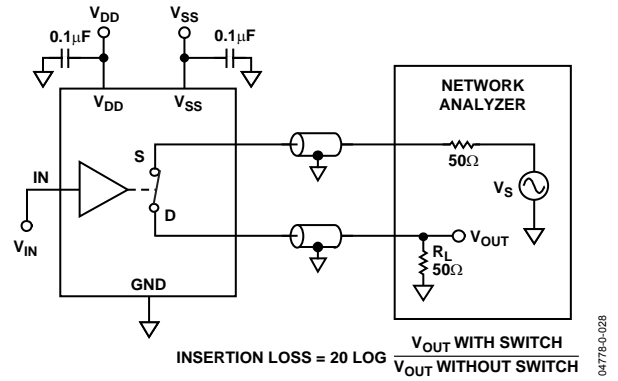 VDD
VSS
0.1µF
0.1µF
VDD
VSS
NETWORK
ANALYZER
S
50Ω
IN
VS
D
VOUT
VIN
RL
50Ω
GND
INSERTION LOSS = 20 LOG VOUT WITH SWITCH
VOUT WITHOUT SWITCH
04778-0-028